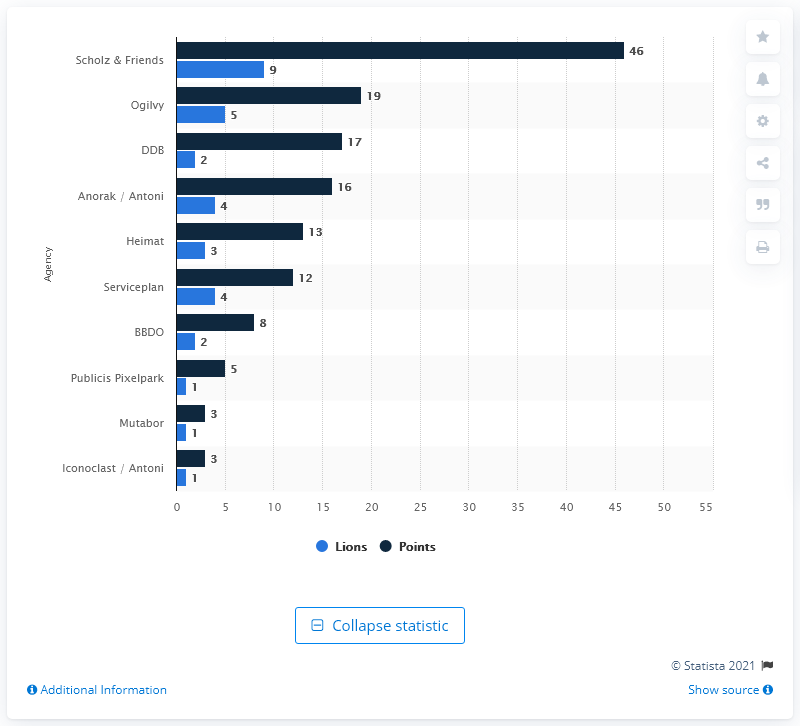 Scholz & Friends
46
9
Ogilvy
19
5
DDB
17
2
Anorak / Antoni
16
4
Heimat
13
3
Agency
Serviceplan
12
4
BBDO
8
2
Publicis Pixelpark
5
1
Mutabor
3
1
Iconoclast / Antoni
3
1
0 5 10 15 20 25 30 35 40 45 50 55
Lions Points
Collapse statistic
© Statista 2021
Additional Information Show source